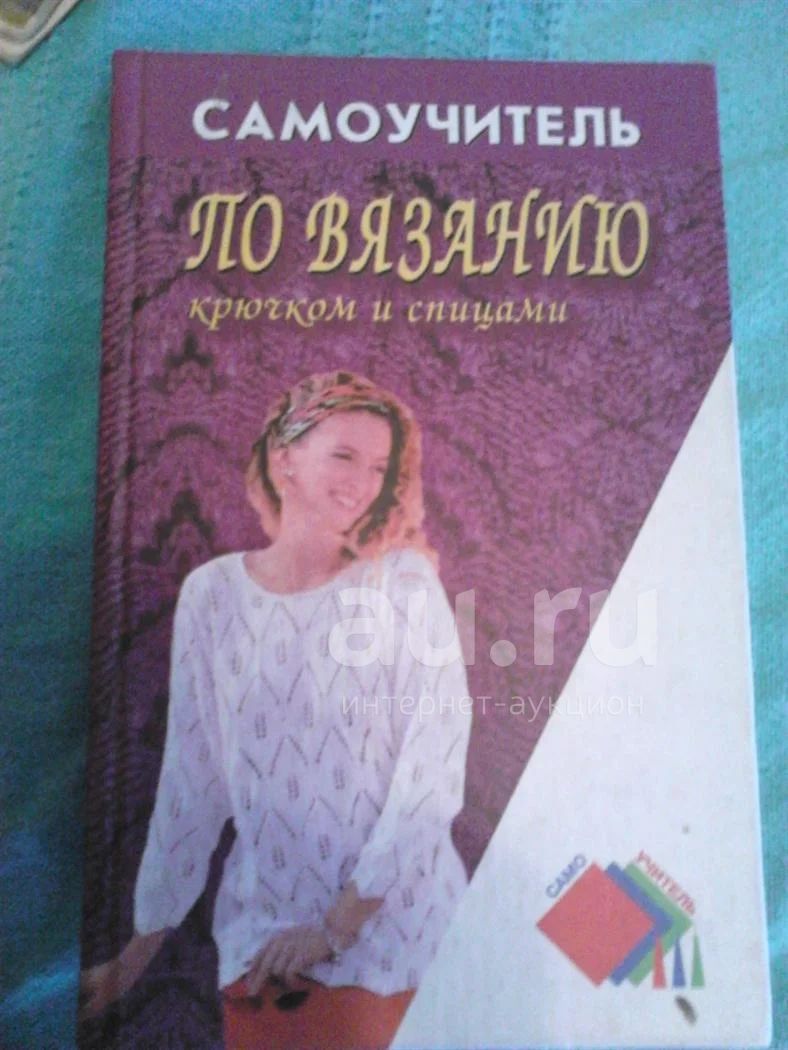 САМОУЧИТЕЛЬ
ПО ВЯЗАНИЮ
крючком и спицами
au.ru
интернет-аукцион
САМО
УЧИТЕЛЬ